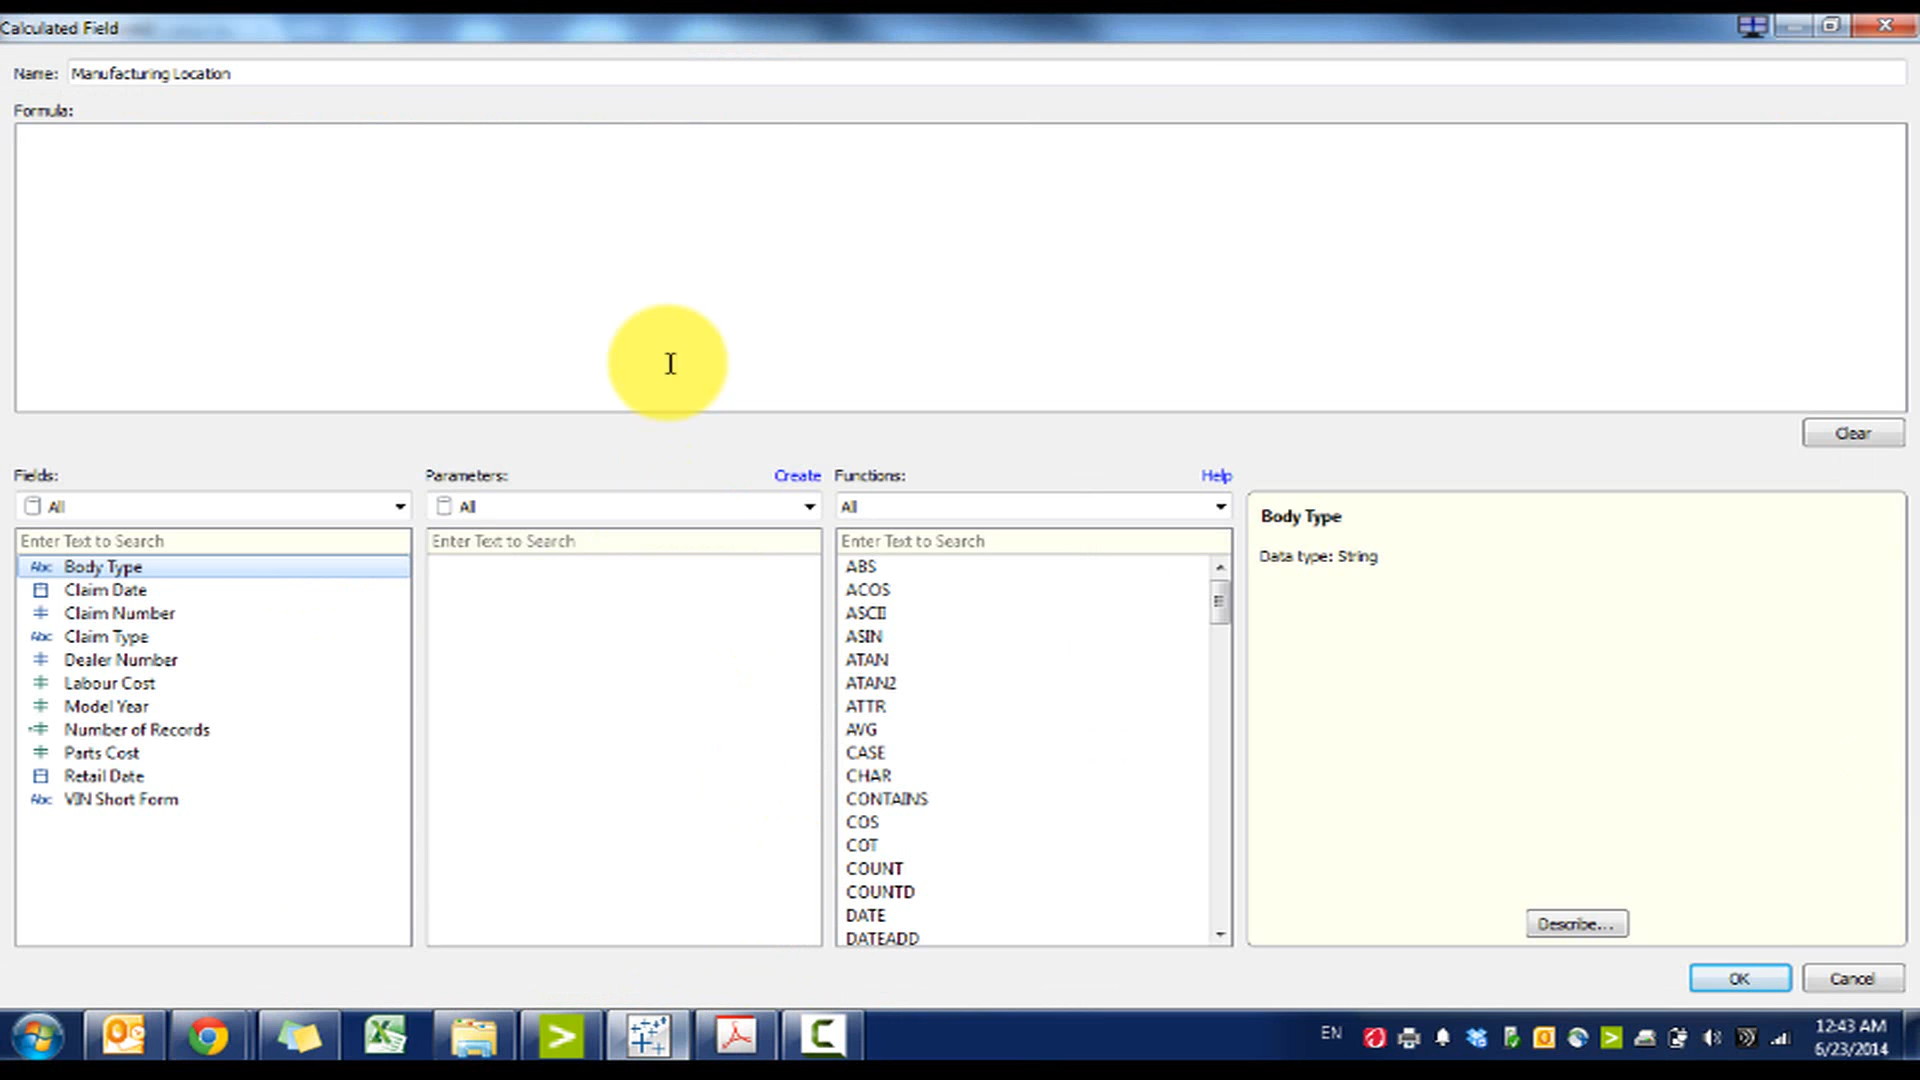 Calculated Field
Name: Manufacturing Location
Formula:
Clear
Fields:
All
Enter Text to Search
Abc Body Type
Claim Date
Claim Number
Abc Claim Type
Dealer Number
Labour Cost
Model Year
Number of Records
Parts Cost
Retail Date
Abc VIN Short Form
Parameters: Create
All
Enter Text to Search
Functions: Help
All
Enter Text to Search
ABS
ACOS
ASCII
ASIN
ATAN
ATAN2
ATTR
AVG
CASE
CHAR
CONTAINS
COS
COT
COUNT
COUNTD
DATE
DATEADD
Body Type
Data type: String
Describe...
OK Cancel
EN
12:43 AM
6/23/2014